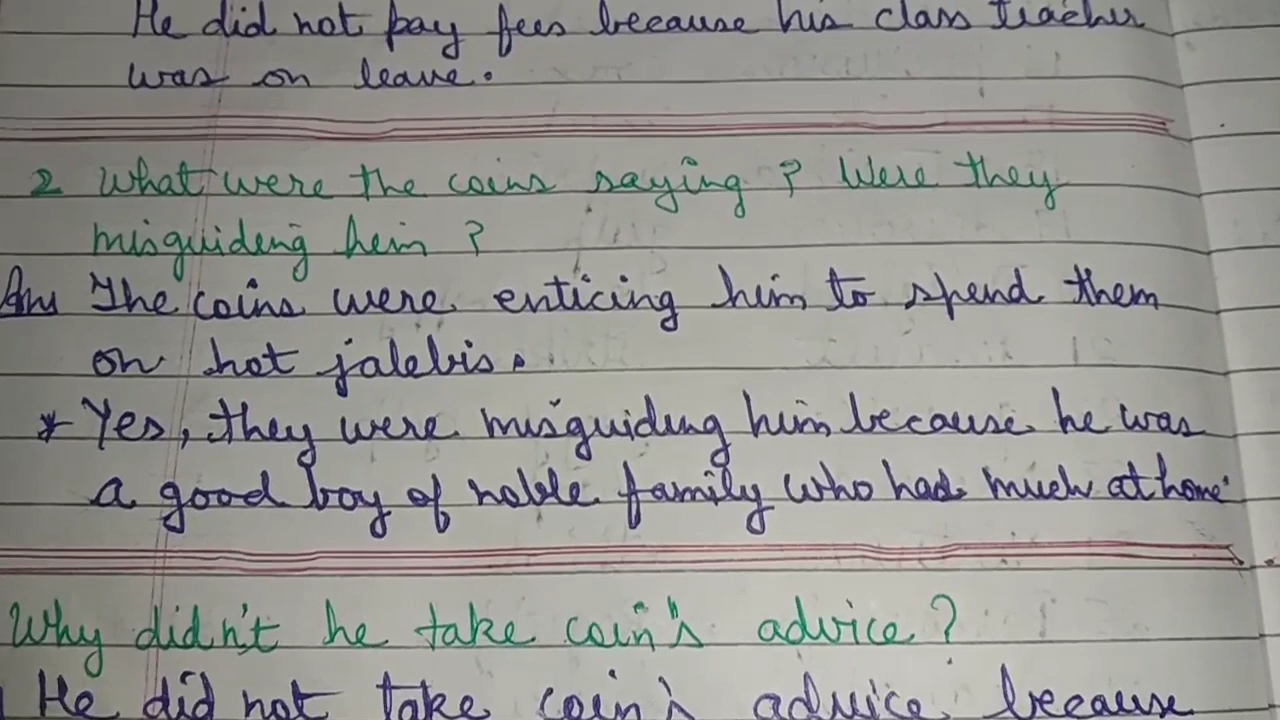 He did not pay fees because his class teacher
was on leave.
2 What were the coins saying ? Were they
misguiding him ?
Ans The coins were enticing him to spend them
on hot jalebis.
* Yes, they were misguiding him because he was
a good boy of noble family who had much at home
Why didn't he take coin's advice ?
He did not take coin's advice because